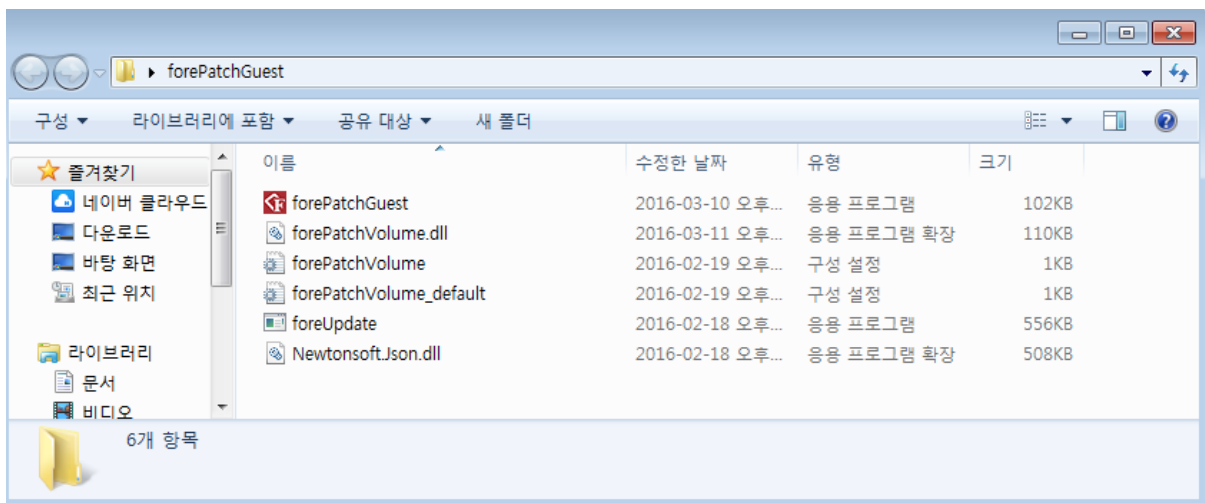 forePatchGuest
구성 라이브러리에 포함 공유 대상 새 폴더
즐겨찾기
네이버 클라우드
다운로드
바탕 화면
최근 위치
라이브러리
문서
비디오
이름 수정한 날짜 유형 크기
forePatchGuest 2016-03-10 오후... 응용 프로그램 102KB
forePatchVolume.dll 2016-03-11 오후... 응용 프로그램 확장 110KB
forePatchVolume 2016-02-19 오후... 구성 설정 1KB
forePatchVolume_default 2016-02-19 오후... 구성 설정 1KB
foreUpdate 2016-02-18 오후... 응용 프로그램 556KB
Newtonsoft.Json.dll 2016-02-18 오후... 응용 프로그램 확장 508KB
6개 항목